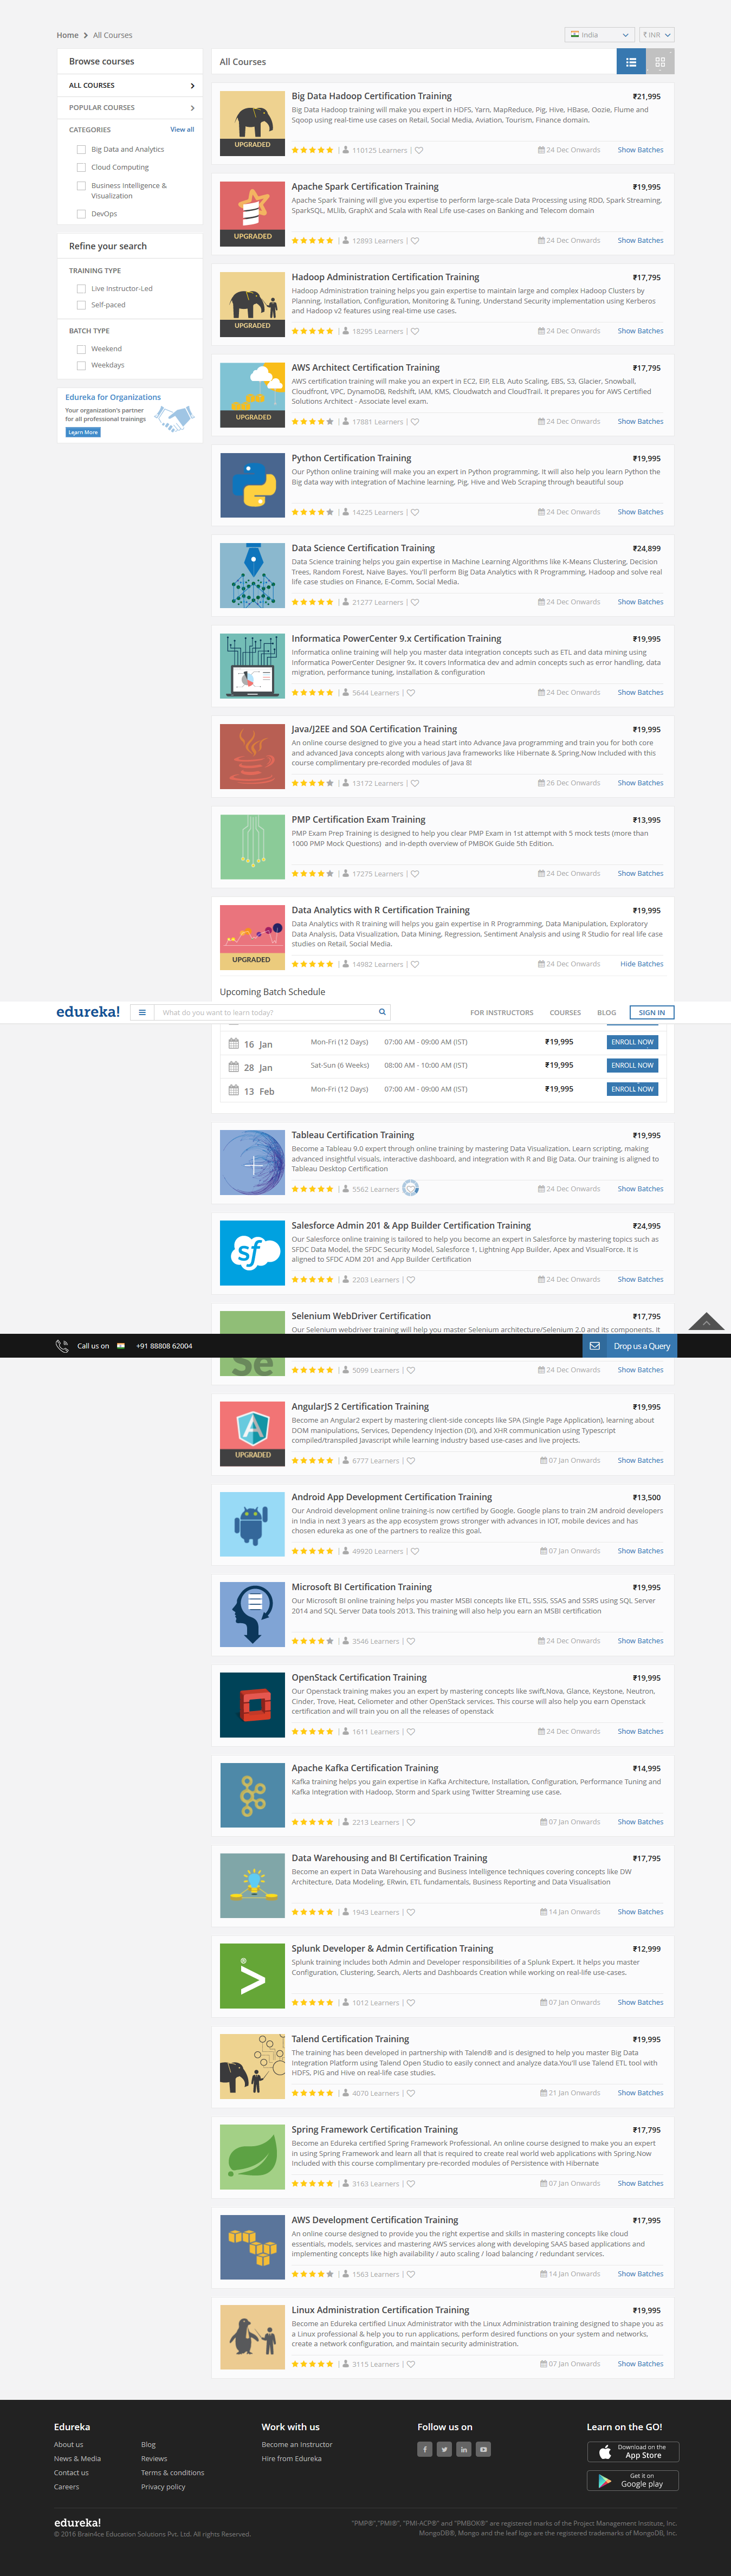 Home > All Courses
India
₹ INR
Browse courses
ALL COURSES
POPULAR COURSES
CATEGORIES View all
Big Data and Analytics
Cloud Computing
Business Intelligence &
Visualization
DevOps
Refine your search
TRAINING TYPE
Live Instructor-Led
Self-paced
BATCH TYPE
Weekend
Weekdays
Edureka for Organizations
Your organization's partner
for all professional trainings
Learn More
All Courses
Big Data Hadoop Certification Training ₹21,995
Big Data Hadoop training will make you expert in HDFS, Yarn, MapReduce, Pig, Hive, HBase, Oozie, Flume and
Sqoop using real-time use cases on Retail, Social Media, Aviation, Tourism, Finance domain.
UPGRADED
110125 Learners | 24 Dec Onwards Show Batches
Apache Spark Certification Training ₹19,995
Apache Spark Training will give you expertise to perform large-scale Data Processing using RDD, Spark Streaming,
SparkSQL, MLlib, GraphX and Scala with Real Life use-cases on Banking and Telecom domain
UPGRADED
12893 Learners | 24 Dec Onwards Show Batches
Hadoop Administration Certification Training ₹17,795
Hadoop Administration training helps you gain expertise to maintain large and complex Hadoop Clusters by
Planning, Installation, Configuration, Monitoring & Tuning. Understand Security implementation using Kerberos
and Hadoop v2 features using real-time use cases.
UPGRADED
18295 Learners | 24 Dec Onwards Show Batches
AWS Architect Certification Training ₹17,795
AWS certification training will make you an expert in EC2, EIP, ELB, Auto Scaling, EBS, S3, Glacier, Snowball,
Cloudfront, VPC, DynamoDB, Redshift, IAM, KMS, Cloudwatch and CloudTrail. It prepares you for AWS Certified
Solutions Architect - Associate level exam.
UPGRADED
17881 Learners | 24 Dec Onwards Show Batches
Python Certification Training ₹19,995
Our Python online training will make you an expert in Python programming. It will also help you learn Python the
Big data way with integration of Machine learning, Pig, Hive and Web Scraping through beautiful soup
14225 Learners | 24 Dec Onwards Show Batches
Data Science Certification Training ₹24,899
Data Science training helps you gain expertise in Machine Learning Algorithms like K-Means Clustering, Decision
Trees, Random Forest, Naive Bayes. You'll perform Big Data Analytics with R Programming, Hadoop and solve real
life case studies on Finance, E-Comm, Social Media.
21277 Learners | 24 Dec Onwards Show Batches
Informatica PowerCenter 9.x Certification Training ₹19,995
Informatica online training will help you master data integration concepts such as ETL and data mining using
Informatica PowerCenter Designer 9x. It covers Informatica dev and admin concepts such as error handling, data
migration, performance tuning, installation & configuration
5644 Learners | 24 Dec Onwards Show Batches
Java/J2EE and SOA Certification Training ₹19,995
An online course designed to give you a head start into Advance Java programming and train you for both core
and advanced Java concepts along with various Java frameworks like Hibernate & Spring.Now Included with this
course complimentary pre-recorded modules of Java 8!
13172 Learners | 26 Dec Onwards Show Batches
PMP Certification Exam Training ₹13,995
PMP Exam Prep Training is designed to help you clear PMP Exam in 1st attempt with 5 mock tests (more than
1000 PMP Mock Questions) and in-depth overview of PMBOK Guide 5th Edition.
17275 Learners | 24 Dec Onwards Show Batches
Data Analytics with R Certification Training ₹19,995
Data Analytics with R training will helps you gain expertise in R Programming, Data Manipulation, Exploratory
Data Analysis, Data Visualization, Data Mining, Regression, Sentiment Analysis and using R Studio for real life case
studies on Retail, Social Media.
UPGRADED
14982 Learners | 24 Dec Onwards Hide Batches
Upcoming Batch Schedule
edureka! What do you want to learn today? FOR INSTRUCTORS COURSES BLOG SIGN IN
16 Jan Mon-Fri (12 Days) 07:00 AM - 09:00 AM (IST) ₹19,995 ENROLL NOW
28 Jan Sat-Sun (6 Weeks) 08:00 AM - 10:00 AM (IST) ₹19,995 ENROLL NOW
13 Feb Mon-Fri (12 Days) 07:00 AM - 09:00 AM (IST) ₹19,995 ENROLL NOW
Tableau Certification Training ₹19,995
Become a Tableau 9.0 expert through online training by mastering Data Visualization. Learn scripting, making
advanced insightful visuals, interactive dashboard, and integration with R and Big Data. Our training is aligned to
Tableau Desktop Certification
5562 Learners 24 Dec Onwards Show Batches
Salesforce Admin 201 & App Builder Certification Training ₹24,995
Our Salesforce online training is tailored to help you become an expert in Salesforce by mastering topics such as
SFDC Data Model, the SFDC Security Model, Salesforce 1, Lightning App Builder, Apex and VisualForce. it is
aligned to SFDC ADM 201 and App Builder Certification
sf
2203 Learners | 24 Dec Onwards Show Batches
Selenium WebDriver Certification ₹17,795
Our Selenium webdriver training will help you master Selenium architecture/Selenium 2.0 and its components. It
Call us on +91 88808 62004 Drop us a Query
Se
5099 Learners | 24 Dec Onwards Show Batches
AngularJS 2 Certification Training ₹19,995
Become an Angular2 expert by mastering client-side concepts like SPA (Single Page Application), learning about
DOM manipulations, Services, Dependency Injection (DI), and XHR communication using Typescript
compiled/transpiled Javascript while learning industry based use-cases and live projects.
A
UPGRADED
6777 Learners | 07 Jan Onwards Show Batches
Android App Development Certification Training ₹13,500
Our Android development online training-is now certified by Google. Google plans to train 2M android developers
in India in next 3 years as the app ecosystem grows stronger with advances in IOT, mobile devices and has
chosen edureka as one of the partners to realize this goal.
49920 Learners | 07 Jan Onwards Show Batches
Microsoft BI Certification Training ₹19,995
Our Microsoft BI online training helps you master MSBI concepts like ETL, SSIS, SSAS and SSRS using SQL Server
2014 and SQL Server Data tools 2013. This training will also help you earn an MSBI certification
3546 Learners | 24 Dec Onwards Show Batches
OpenStack Certification Training ₹19,995
Our Openstack training makes you an expert by mastering concepts like swift,Nova, Glance, Keystone, Neutron,
Cinder, Trove, Heat, Celiometer and other OpenStack services. This course will also help you earn Openstack
certification and will train you on all the releases of openstack
1611 Learners | 24 Dec Onwards Show Batches
Apache Kafka Certification Training ₹14,995
Kafka training helps you gain expertise in Kafka Architecture, Installation, Configuration, Performance Tuning and
Kafka Integration with Hadoop, Storm and Spark using Twitter Streaming use case.
2213 Learners | 07 Jan Onwards Show Batches
Data Warehousing and BI Certification Training ₹17,795
Become an expert in Data Warehousing and Business Intelligence techniques covering concepts like DW
Architecture, Data Modeling, ERwin, ETL fundamentals, Business Reporting and Data Visualisation
1943 Learners | 14 Jan Onwards Show Batches
Splunk Developer & Admin Certification Training ₹12,999
Splunk training includes both Admin and Developer responsibilities of a Splunk Expert. It helps you master
Configuration, Clustering, Search, Alerts and Dashboards Creation while working on real-life use-cases.
1012 Learners | 07 Jan Onwards Show Batches
Talend Certification Training ₹19,995
The training has been developed in partnership with Talend® and is designed to help you master Big Data
Integration Platform using Talend Open Studio to easily connect and analyze data.You'll use Talend ETL tool with
HDFS, PIG and Hive on real-life case studies.
4070 Learners | 21 Jan Onwards Show Batches
Spring Framework Certification Training ₹17,795
Become an Edureka certified Spring Framework Professional. An online course designed to make you an expert
in using Spring Framework and learn all that is required to create real world web applications with Spring.Now
Included with this course complimentary pre-recorded modules of Persistence with Hibernate
3163 Learners | 07 Jan Onwards Show Batches
AWS Development Certification Training ₹17,995
An online course designed to provide you the right expertise and skills in mastering concepts like cloud
essentials, models, services and mastering AWS services along with developing SAAS based applications and
implementing concepts like high availability / auto scaling / load balancing / redundant services.
1563 Learners | 14 Jan Onwards Show Batches
Linux Administration Certification Training ₹19,995
Become an Edureka certified Linux Administrator with the Linux Administration training designed to shape you as
a Linux professional & help you to run applications, perform desired functions on your system and networks,
create a network configuration, and maintain security administration.
3115 Learners | 07 Jan Onwards Show Batches
Edureka Work with us Follow us on Learn on the GO!
About us Blog Become an Instructor
News & Media Reviews Hire from Edureka
Contact us Terms & conditions
Careers Privacy policy
Download on the
App Store
Get it on
Google play
edureka!
© 2016 Brain4ce Education Solutions Pvt. Ltd. All rights Reserved.
"PMP®","PMI®", "PMI-ACP®" and "PMBOK®" are registered marks of the Project Management Institute, Inc.
MongoDB®, Mongo and the leaf logo are the registered trademarks of MongoDB, Inc.